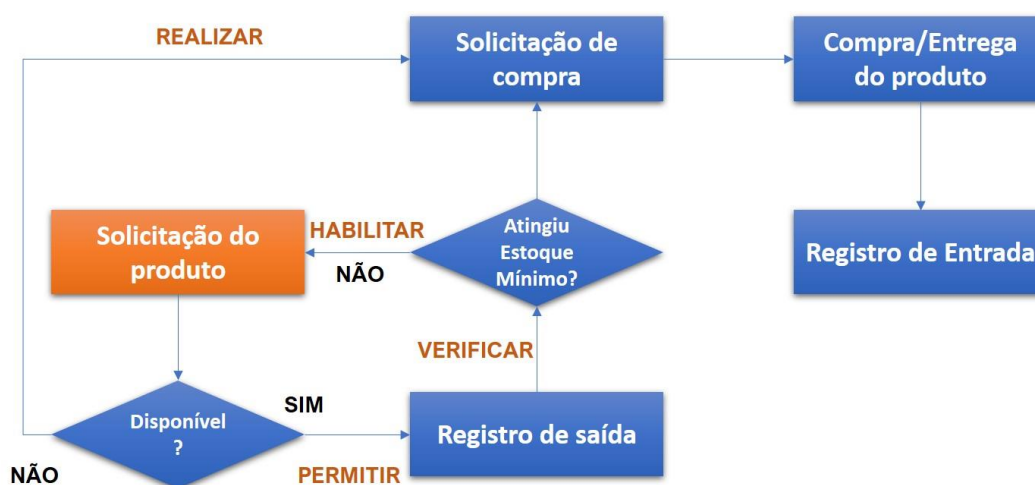 REALIZAR
Solicitação de
compra
Compra/Entrega
do produto
Solicitação do
produto
HABILITAR
NÃO
Atingiu
Estoque
Mínimo?
Registro de Entrada
VERIFICAR
Disponível
?
SIM
NÃO
PERMITIR
Registro de saída